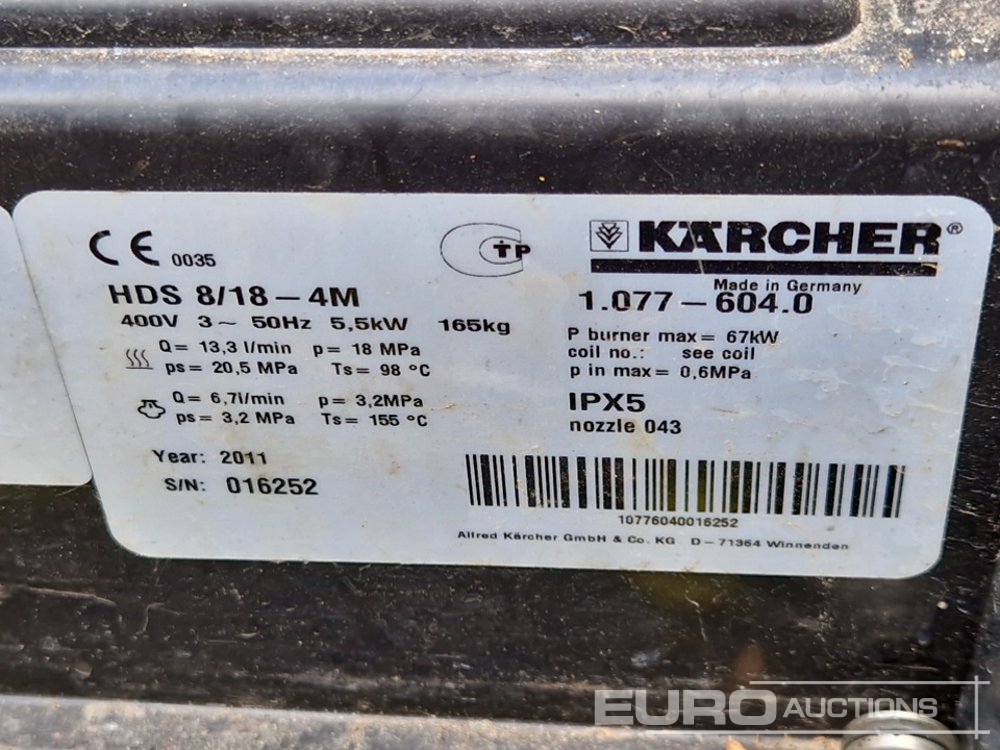 CE 0035
TP
KÄRCHER®
Made in Germany
HDS 8/18-4M
1.077-604.0
400V 3~ 50Hz 5,5kW 165kg
P burner max= 67kW
Q= 13,3 l/min p= 18 MPa
coil no.: see coil
ps= 20,5 MPa Ts= 98 °C
p in max= 0,6MPa
Q= 6,7l/min p= 3,2MPa
IPX5
ps= 3,2 MPa Ts= 155 °C
nozzle 043
Year: 2011
S/N: 016252
10776040016252
Alfred Kärcher GmbH & Co. KG D-71364 Winnenden
EURO AUCTIONS